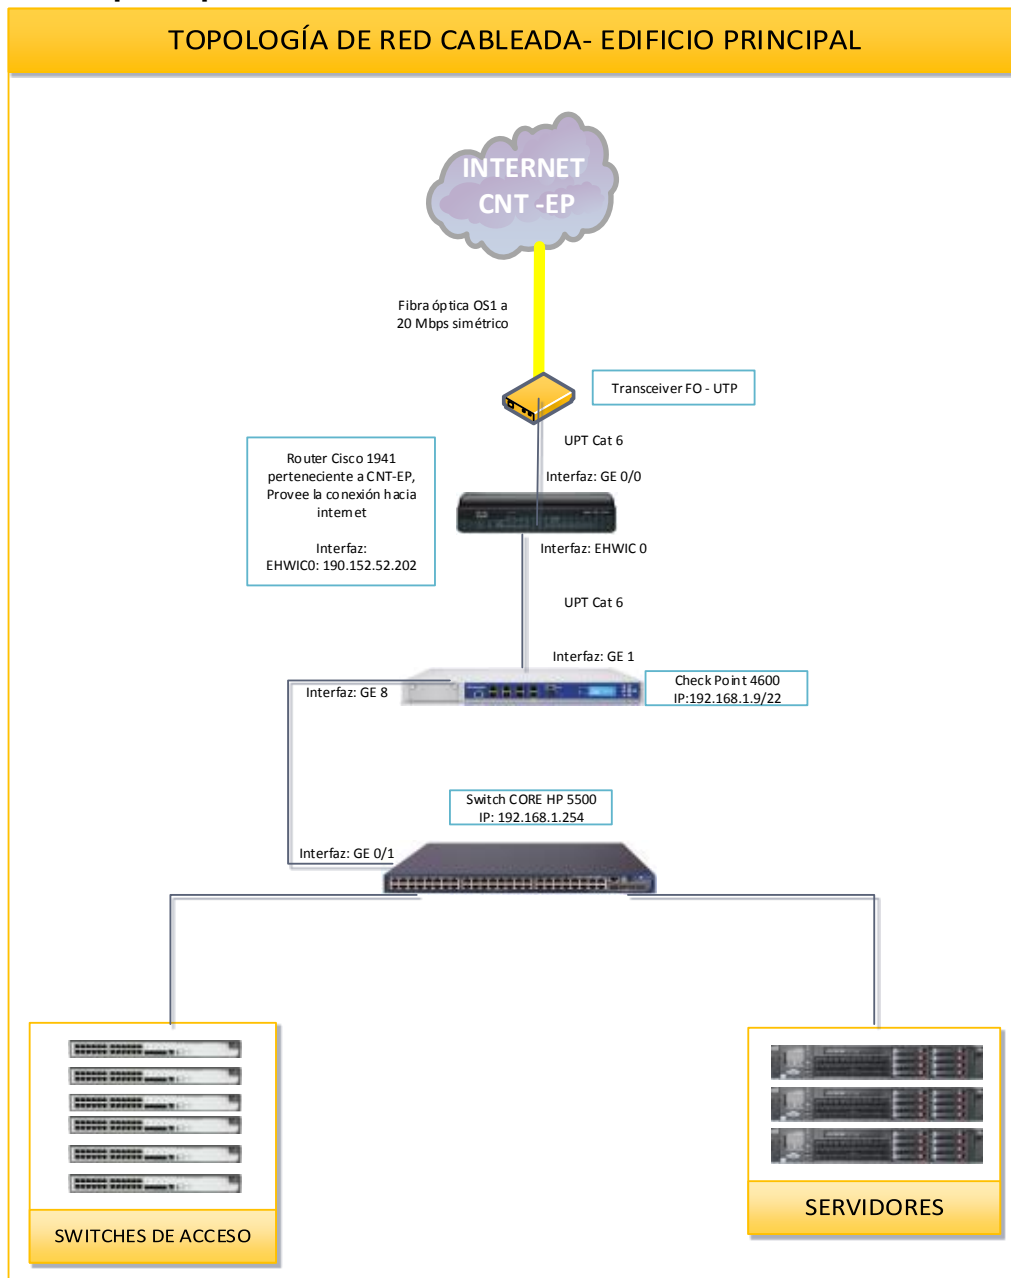 TOPOLOGÍA DE RED CABLEADA- EDIFICIO PRINCIPAL
INTERNET
CNT -EP
Fibra óptica OS1 a
20 Mbps simétrico
Transceiver FO - UTP
UPT Cat 6
Router Cisco 1941
perteneciente a CNT-EP,
Provee la conexión hacia
internet
Interfaz:
EHWIC0: 190.152.52.202
Interfaz: GE 0/0
Interfaz: EHWIC 0
UPT Cat 6
Interfaz: GE 1
Interfaz: GE 8
Check Point 4600
IP:192.168.1.9/22
Switch CORE HP 5500
IP: 192.168.1.254
Interfaz: GE 0/1
SWITCHES DE ACCESO
SERVIDORES